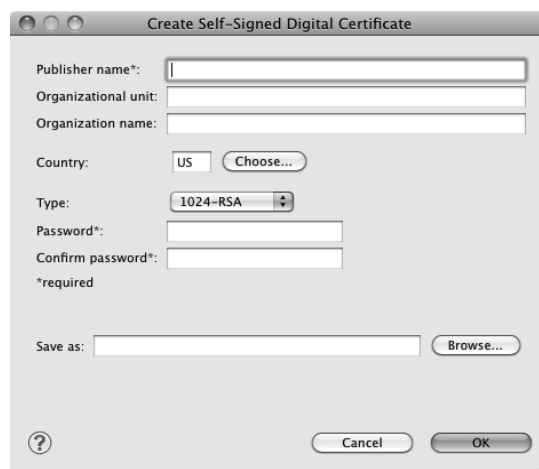 Create Self-Signed Digital Certificate
Publisher name*:
Organizational unit:
Organization name:
Country: US Choose...
Type: 1024-RSA
Password*:
Confirm password*:
*required
Save as: Browse...
? Cancel OK